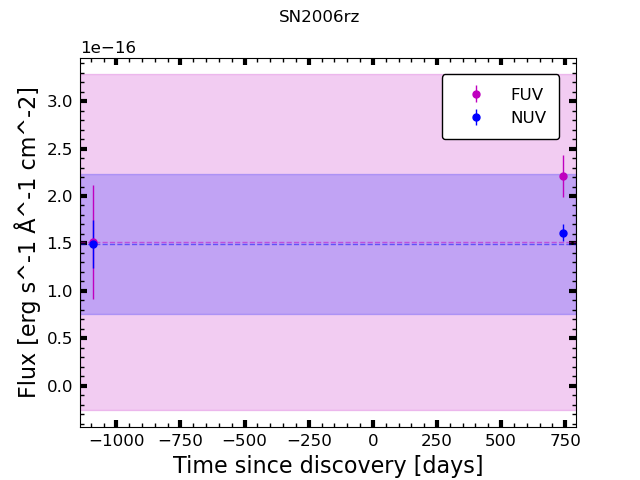 SN2006rz
1e−16
Flux [erg s^-1 Å^-1 cm^-2]
3.0
2.5
2.0
1.5
1.0
0.5
0.0
FUV
NUV
−1000
−750
−500
−250
0
250
500
750
Time since discovery [days]